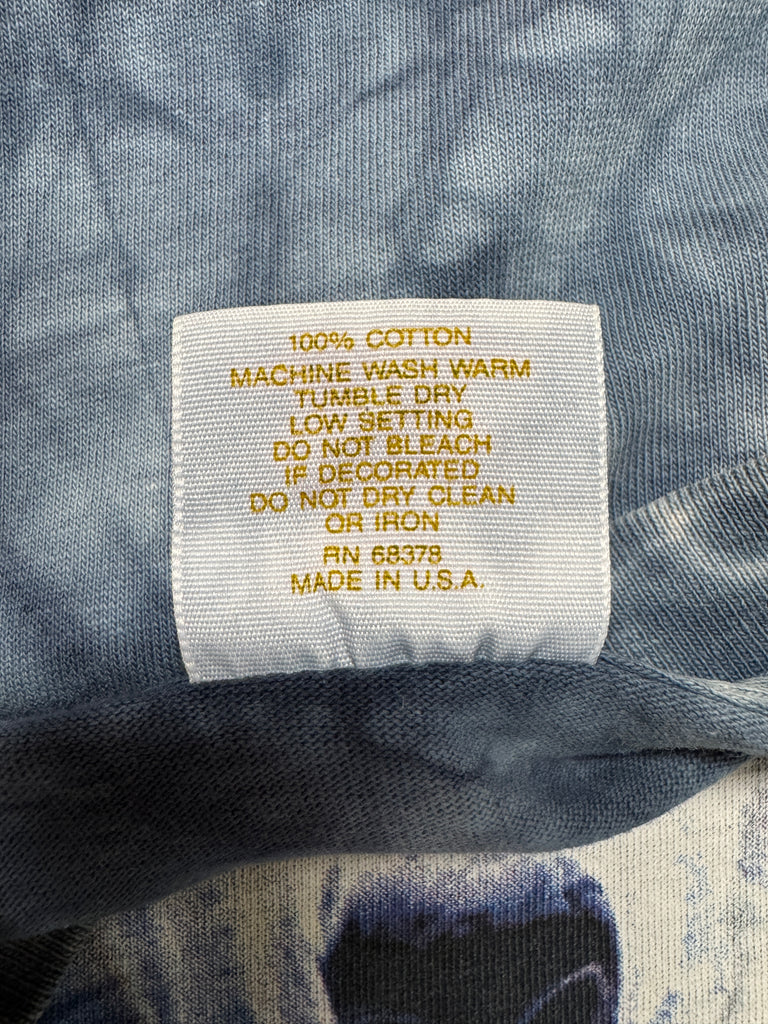 100% COTTON
MACHINE WASH WARM
TUMBLE DRY
LOW SETTING
DO NOT BLEACH
IF DECORATED
DO NOT DRY CLEAN
OR IRON
RN 68378
MADE IN U.S.A.